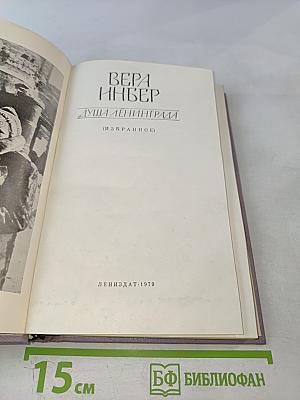 ВЕРА
ИНБЕР
ДУША ЛЕНИНГРАДА
(ИЗБРАННОЕ)
ЛЕНИЗДАТ·1979
15 см
БФ БИБЛИОФАН